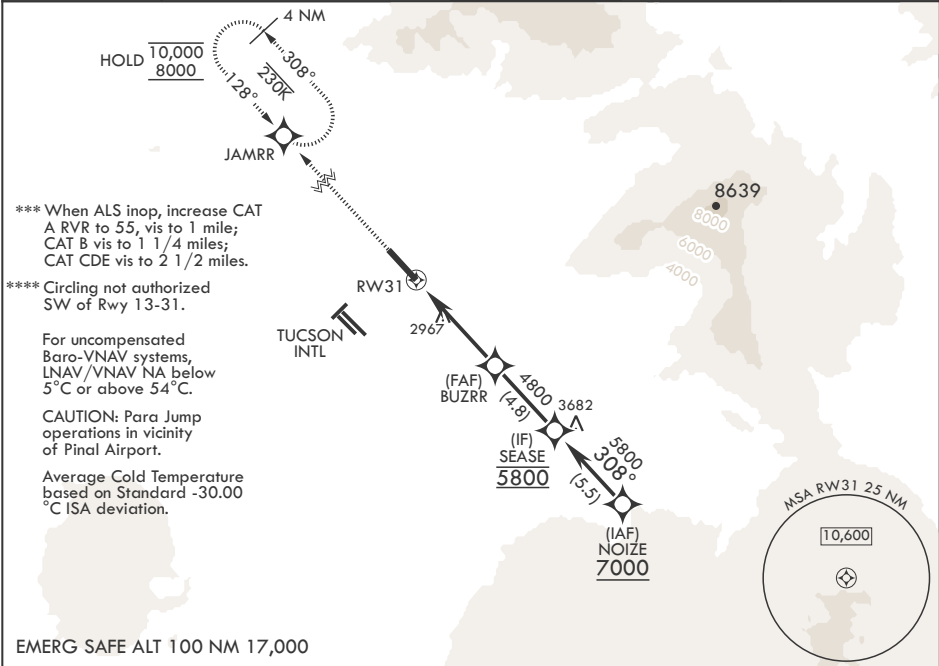 4 NM
HOLD 10,000
8000
308°
230K
128°
JAMRR
8639
8000
6000
4000
*** When ALS inop, increase CAT
A RVR to 55, vis to 1 mile;
CAT B vis to 1 1/4 miles;
CAT CDE vis to 2 1/2 miles.
**** Circling not authorized
SW of Rwy 13-31.
For uncompensated
Baro-VNAV systems,
LNAV/VNAV NA below
5°C or above 54°C.
CAUTION: Para Jump
operations in vicinity
of Pinal Airport.
Average Cold Temperature
based on Standard -30.00
°C ISA deviation.
RW31
2967
TUCSON
INTL
(FAF)
BUZRR
4800
(4.8)
3682
(IF)
SEASE
5800
5800
308°
(5.5)
(IAF)
NOIZE
7000
MSA RW31 25 NM
10,600
EMERG SAFE ALT 100 NM 17,000